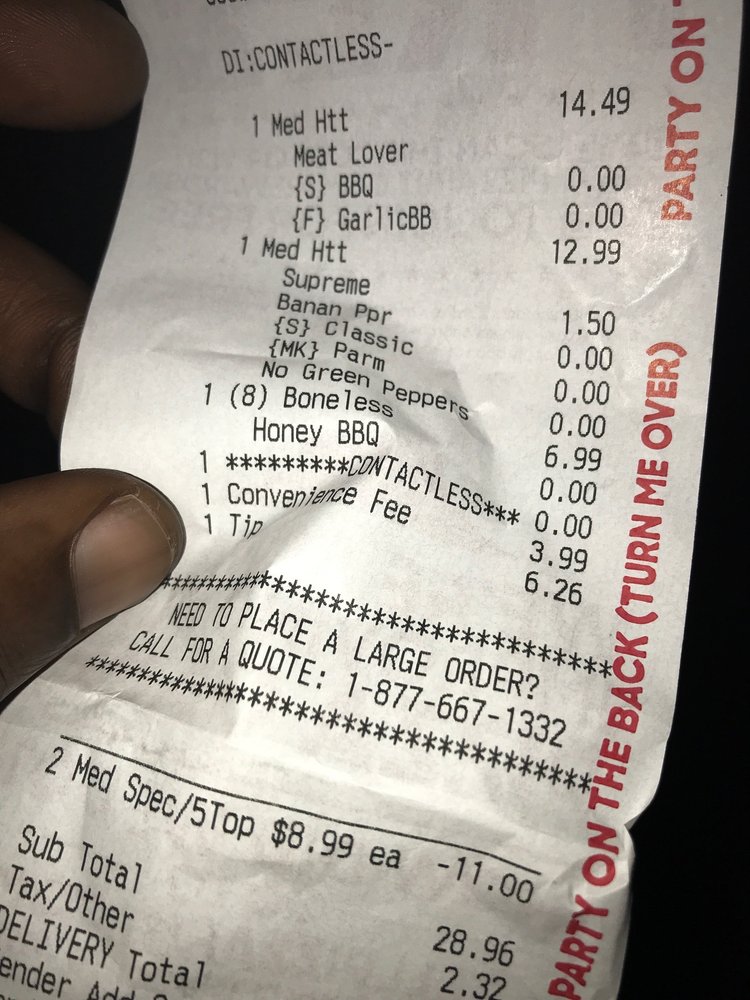 DI:CONTACTLESS-
1 Med Htt 14.49
Meat Lover
{S} BBQ 0.00
{F} GarlicBB 0.00
1 Med Htt 12.99
Supreme
Banan Ppr 1.50
{S} Classic 0.00
{MK} Parm 0.00
No Green Peppers 0.00
1 (8) Boneless 6.99
Honey BBQ 0.00
1 *********CONTACTLESS*** 0.00
1 Convenience Fee 3.99
1 Tip 6.26
************************************
NEED TO PLACE A LARGE ORDER?
CALL FOR A QUOTE: 1-877-667-1332
************************************
2 Med Spec/5Top $8.99 ea -11.00
Sub Total 28.96
Tax/Other 2.32
DELIVERY Total
PARTY ON
PARTY ON THE BACK (TURN ME OVER)